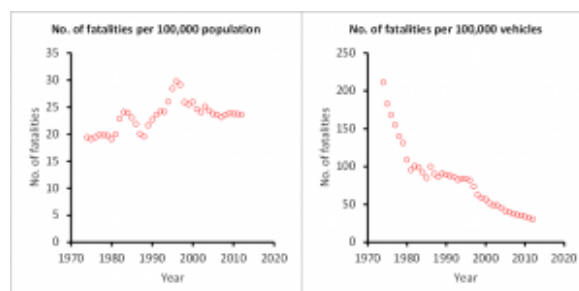 No. of fatalities per 100,000 population
35
30
25
20
15
10
5
0
No. of fatalities
1970 1980 1990 2000 2010 2020
Year
No. of fatalities per 100,000 vehicles
250
200
150
100
50
0
No. of fatalities
1970 1980 1990 2000 2010 2020
Year